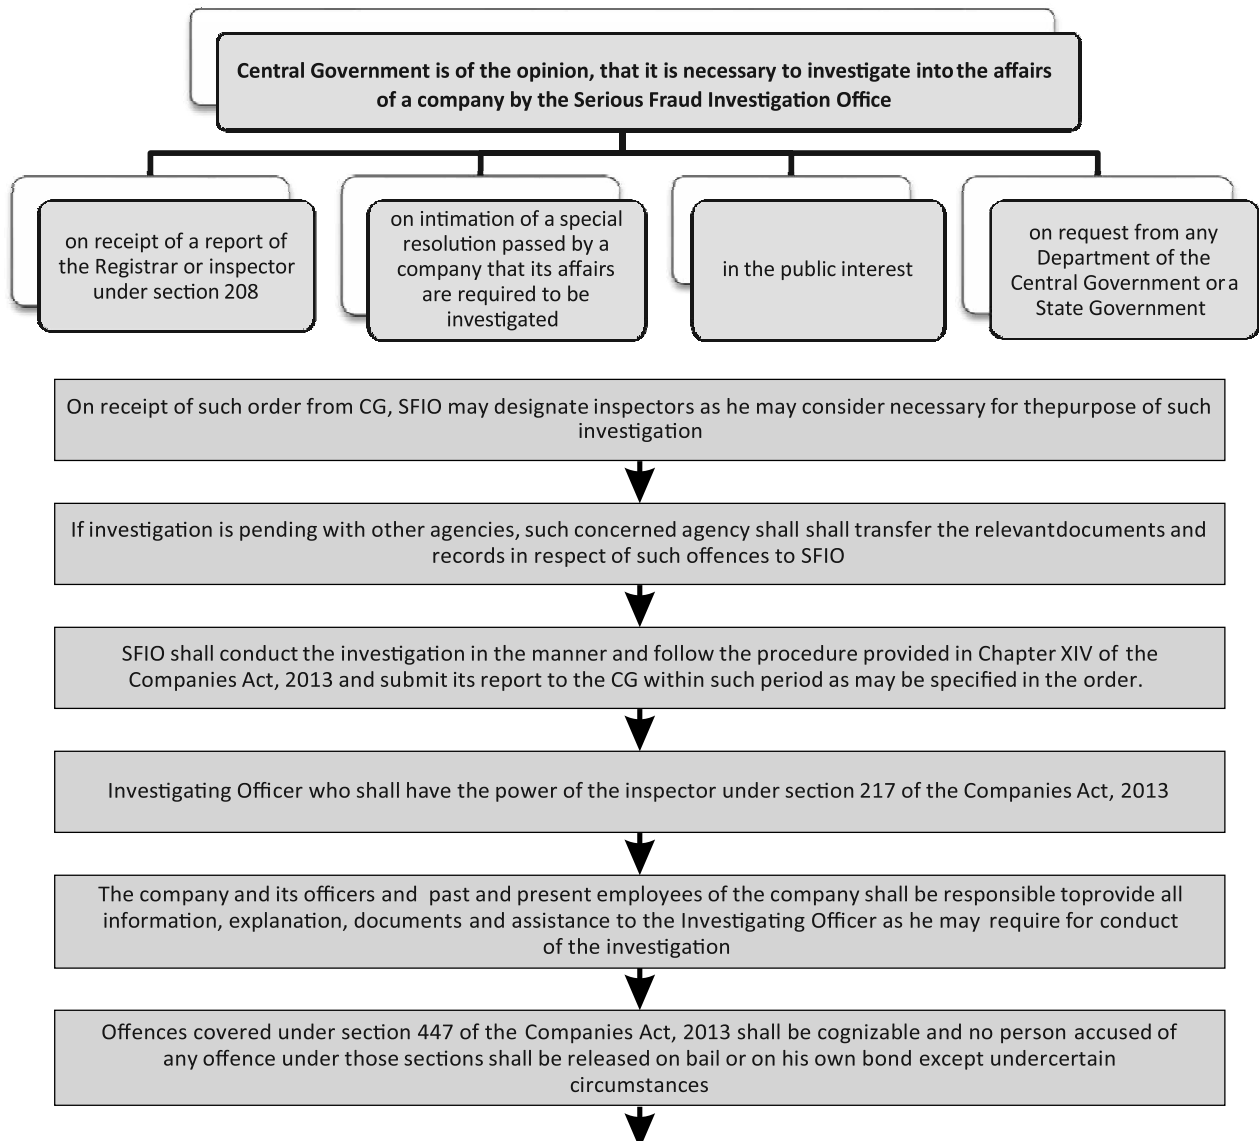 Central Government is of the opinion, that it is necessary to investigate into the affairs
of a company by the Serious Fraud Investigation Office
on receipt of a report of
the Registrar or inspector
under section 208
on intimation of a special
resolution passed by a
company that its affairs
are required to be
investigated
in the public interest
on request from any
Department of the
Central Government or a
State Government
On receipt of such order from CG, SFIO may designate inspectors as he may consider necessary for thepurpose of such
investigation
If investigation is pending with other agencies, such concerned agency shall shall transfer the relevantdocuments and
records in respect of such offences to SFIO
SFIO shall conduct the investigation in the manner and follow the procedure provided in Chapter XIV of the
Companies Act, 2013 and submit its report to the CG within such period as may be specified in the order.
Investigating Officer who shall have the power of the inspector under section 217 of the Companies Act, 2013
The company and its officers and past and present employees of the company shall be responsible toprovide all
information, explanation, documents and assistance to the Investigating Officer as he may require for conduct
of the investigation
Offences covered under section 447 of the Companies Act, 2013 shall be cognizable and no person accused of
any offence under those sections shall be released on bail or on his own bond except undercertain
circumstances